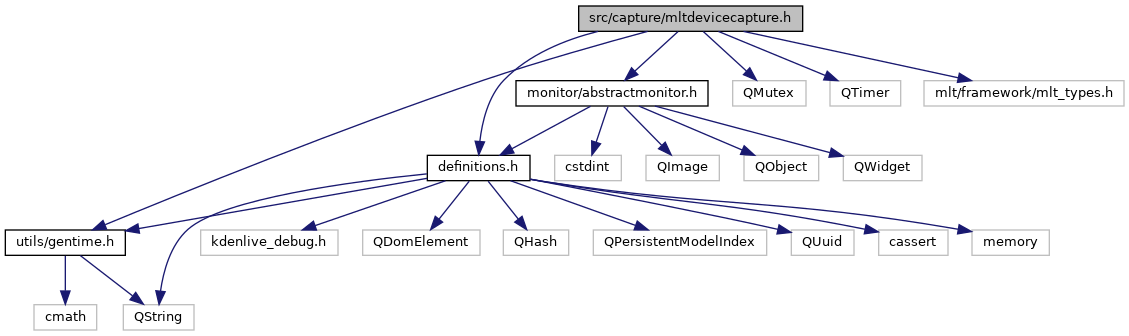 src/capture/mltdevicecapture.h
monitor/abstractmonitor.h
QMutex
QTimer
mlt/framework/mlt_types.h
definitions.h
cstdint
QImage
QObject
QWidget
utils/gentime.h
kdenlive_debug.h
QDomElement
QHash
QPersistentModelIndex
QUuid
cassert
memory
cmath
QString